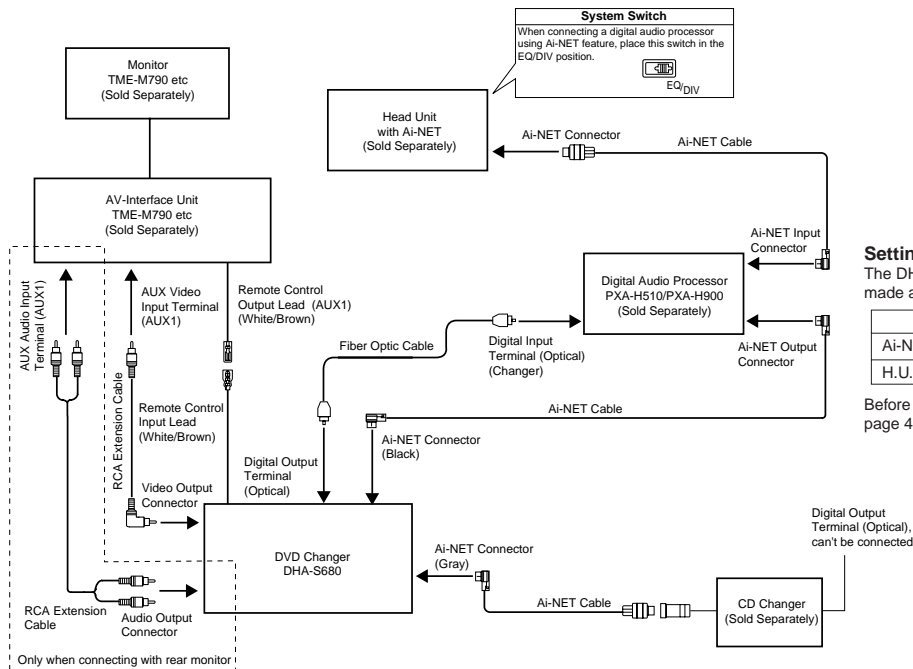 System Switch
When connecting a digital audio processor
using Ai-NET feature, place this switch in the
EQ/DIV position.
EQ/DIV
Monitor
TME-M790 etc
(Sold Separately)
Head Unit
with Ai-NET
(Sold Separately)
Ai-NET Connector
Ai-NET Cable
AV-Interface Unit
TME-M790 etc
(Sold Separately)
Ai-NET Input
Connector
Digital Audio Processor
PXA-H510/PXA-H900
(Sold Separately)
AUX Audio Input
Terminal (AUX1)
AUX Video
Input Terminal
(AUX1)
Remote Control
Output Lead (AUX1)
(White/Brown)
Fiber Optic Cable
Digital Input
Terminal (Optical)
(Changer)
Ai-NET Output
Connector
RCA Extension Cable
Remote Control
Input Lead
(White/Brown)
Ai-NET Cable
Ai-NET Connector
(Black)
Digital Output
Terminal
(Optical)
Video Output
Connector
DVD Changer
DHA-S680
Ai-NET Connector
(Gray)
Ai-NET Cable
Digital Output
Terminal (Optical),
can't be connected
CD Changer
(Sold Separately)
RCA Extension
Cable
Audio Output
Connector
Only when connecting with rear monitor
Settin
The DH
made a
Ai-N
H.U.
Before
page 4